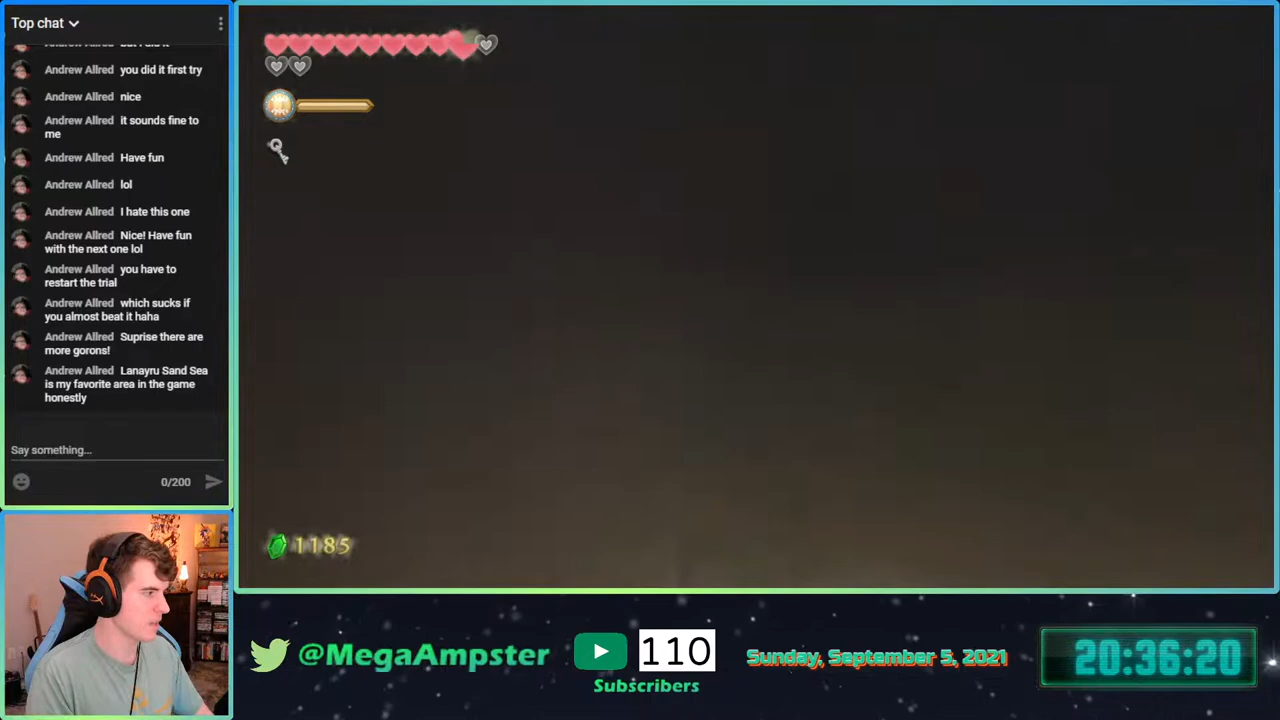 Top chat
Andrew Allred you did it first try
Andrew Allred nice
Andrew Allred it sounds fine to
me
Andrew Allred Have fun
Andrew Allred lol
Andrew Allred I hate this one
Andrew Allred Nice! Have fun
with the next one lol
Andrew Allred you have to
restart the trial
Andrew Allred which sucks if
you almost beat it haha
Andrew Allred Suprise there are
more gorons!
Andrew Allred Lanayru Sand Sea
is my favorite area in the game
honestly
Say something...
0/200
1185
@MegaAmpster
110
Subscribers
Sunday, September 5, 2021
20:36:20